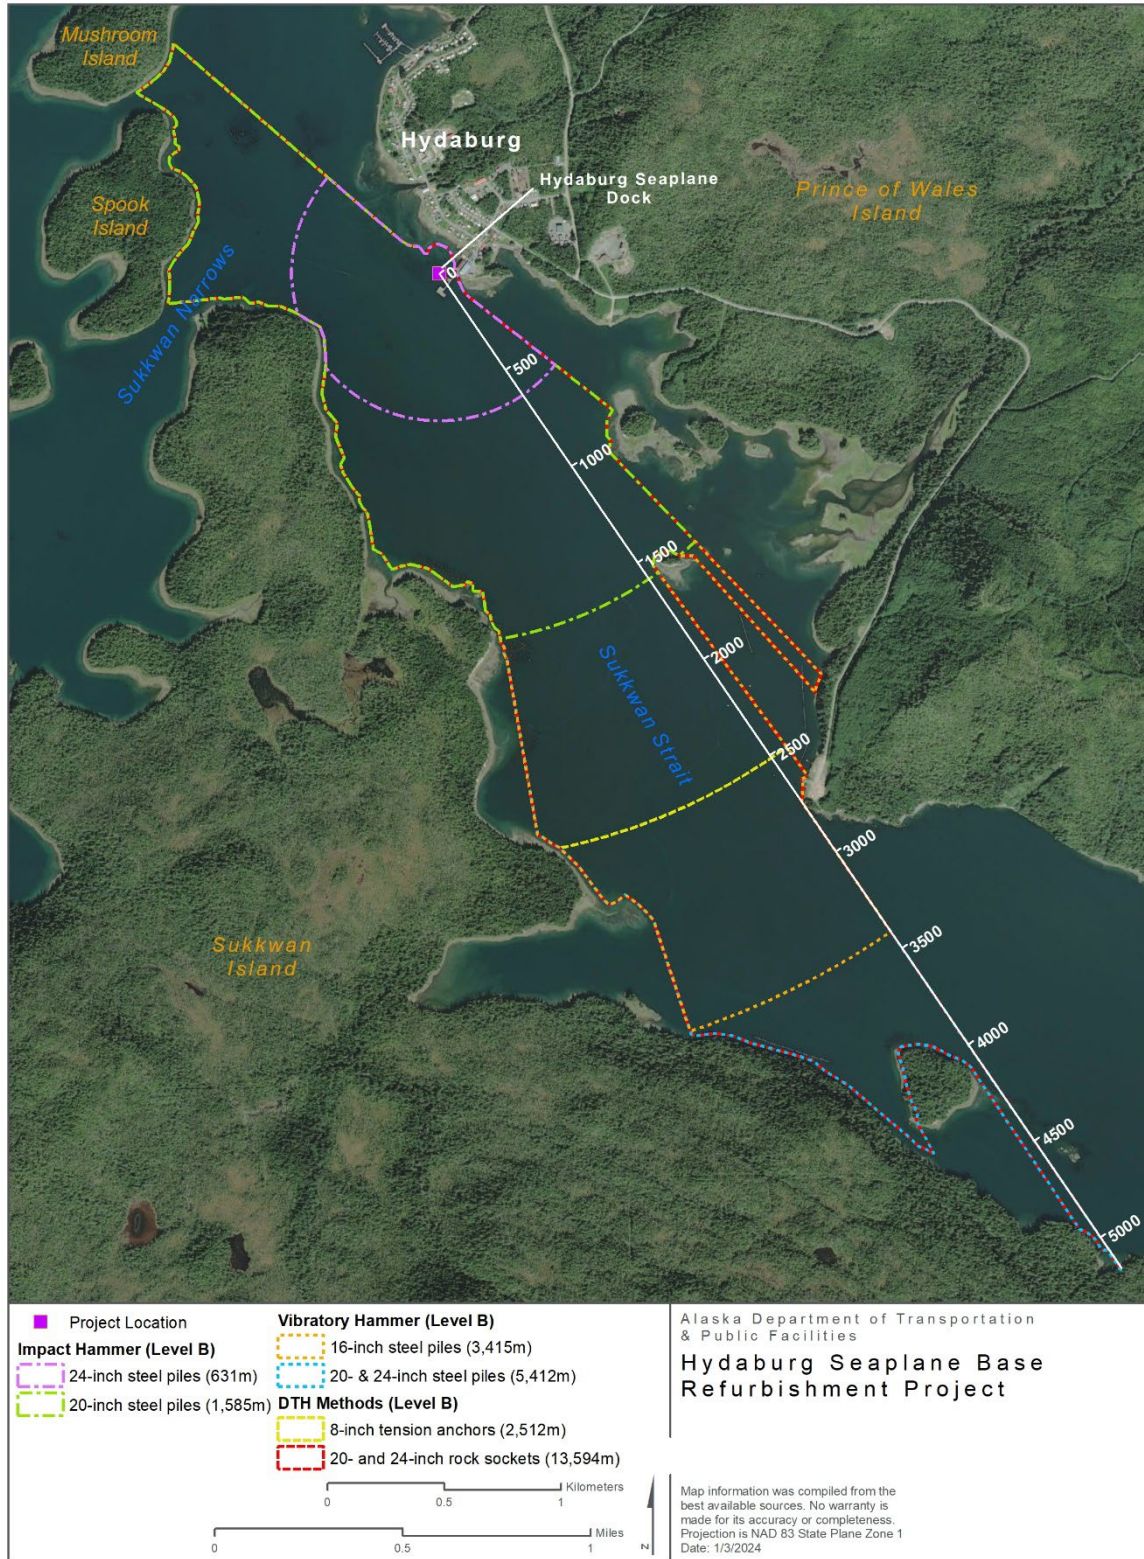 Mushroom
Island
Hydaburg
Hydaburg Seaplane
Dock
Prince of Wales
Island
Spook
Island
Sukkwan Narrows
0
500
1000
1500
2000
Sukkwan Strait
2500
3000
Sukkwan
Island
3500
4000
4500
5000
Project Location
Impact Hammer (Level B)
24-inch steel piles (631m)
20-inch steel piles (1,585m)
Vibratory Hammer (Level B)
16-inch steel piles (3,415m)
20- & 24-inch steel piles (5,412m)
DTH Methods (Level B)
8-inch tension anchors (2,512m)
20- and 24-inch rock sockets (13,594m)
Kilometers
0 0.5 1
Miles
0 0.5 1
N
Alaska Department of Transportation
& Public Facilities
Hydaburg Seaplane Base
Refurbishment Project
Map information was compiled from the
best available sources. No warranty is
made for its accuracy or completeness.
Projection is NAD 83 State Plane Zone 1
Date: 1/3/2024